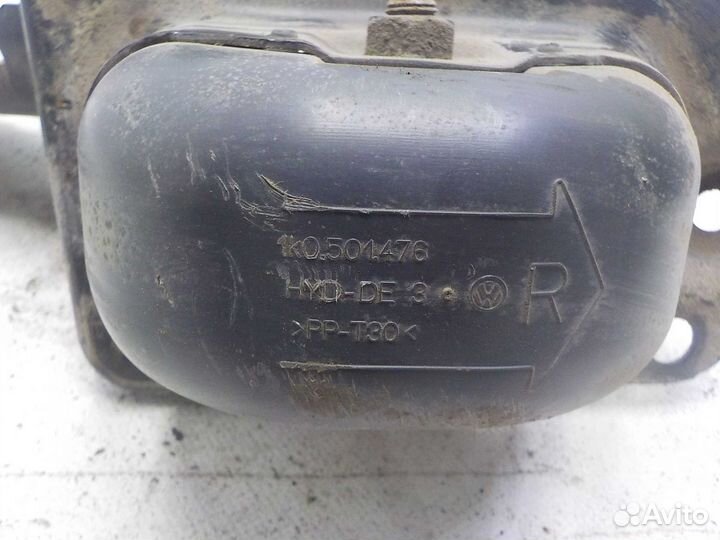 1K0.501.476
HYD-DE 3 R
>PP-T30<
Avito